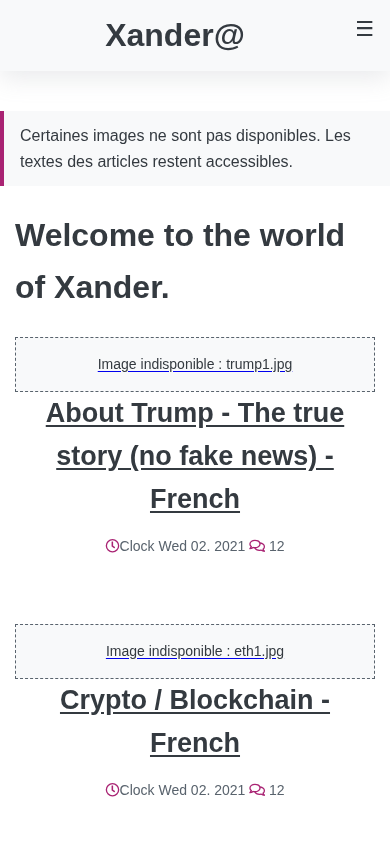 Xander@
Certaines images ne sont pas disponibles. Les
textes des articles restent accessibles.
Welcome to the world
of Xander.
Image indisponible : trump1.jpg
About Trump - The true
story (no fake news) -
French
Clock Wed 02. 2021 12
Image indisponible : eth1.jpg
Crypto / Blockchain -
French
Clock Wed 02. 2021 12